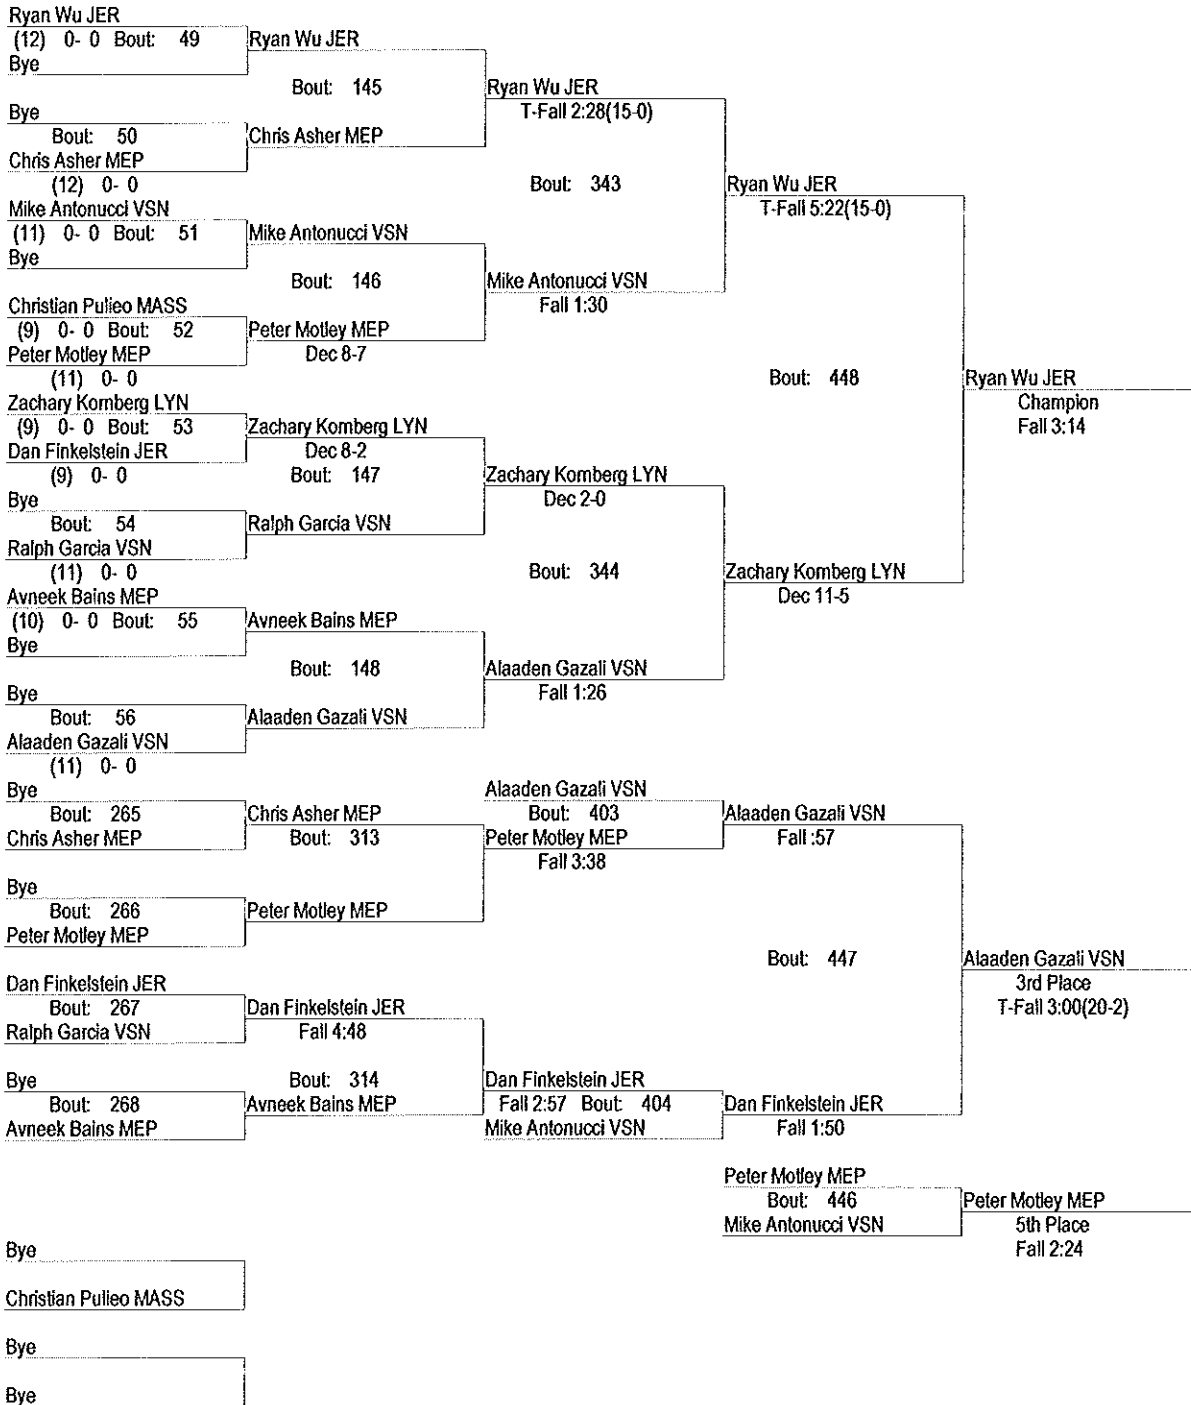 Ryan Wu JER
(12) 0- 0 Bout: 49
Bye
Bye
Bout: 50
Chris Asher MEP
(12) 0- 0
Mike Antonucci VSN
(11) 0- 0 Bout: 51
Bye
Christian Pulieo MASS
(9) 0- 0 Bout: 52
Peter Motley MEP
(11) 0- 0
Zachary Kornberg LYN
(9) 0- 0 Bout: 53
Dan Finkelstein JER
(9) 0- 0
Bye
Bout: 54
Ralph Garcia VSN
(11) 0- 0
Avneek Bains MEP
(10) 0- 0 Bout: 55
Bye
Bye
Bout: 56
Alaaden Gazali VSN
(11) 0- 0
Ryan Wu JER
Bout: 145
Chris Asher MEP
Mike Antonucci VSN
Bout: 146
Peter Motley MEP
Dec 8-7
Zachary Kornberg LYN
Dec 8-2
Bout: 147
Ralph Garcia VSN
Avneek Bains MEP
Bout: 148
Alaaden Gazali VSN
Ryan Wu JER
T-Fall 2:28(15-0)
Bout: 343
Mike Antonucci VSN
Fall 1:30
Zachary Kornberg LYN
Dec 2-0
Bout: 344
Alaaden Gazali VSN
Fall 1:26
Ryan Wu JER
T-Fall 5:22(15-0)
Bout: 448
Zachary Kornberg LYN
Dec 11-5
Ryan Wu JER
Champion
Fall 3:14
Bye
Bout: 265
Chris Asher MEP
Bye
Bout: 266
Peter Motley MEP
Dan Finkelstein JER
Bout: 267
Ralph Garcia VSN
Bye
Bout: 268
Avneek Bains MEP
Chris Asher MEP
Bout: 313
Peter Motley MEP
Dan Finkelstein JER
Fall 4:48
Bout: 314
Avneek Bains MEP
Alaaden Gazali VSN
Bout: 403
Peter Motley MEP
Fall 3:38
Dan Finkelstein JER
Fall 2:57 Bout: 404
Mike Antonucci VSN
Alaaden Gazali VSN
Fall :57
Bout: 447
Dan Finkelstein JER
Fall 1:50
Alaaden Gazali VSN
3rd Place
T-Fall 3:00(20-2)
Peter Motley MEP
Bout: 446
Mike Antonucci VSN
Peter Motley MEP
5th Place
Fall 2:24
Bye
Christian Pulieo MASS
Bye
Bye